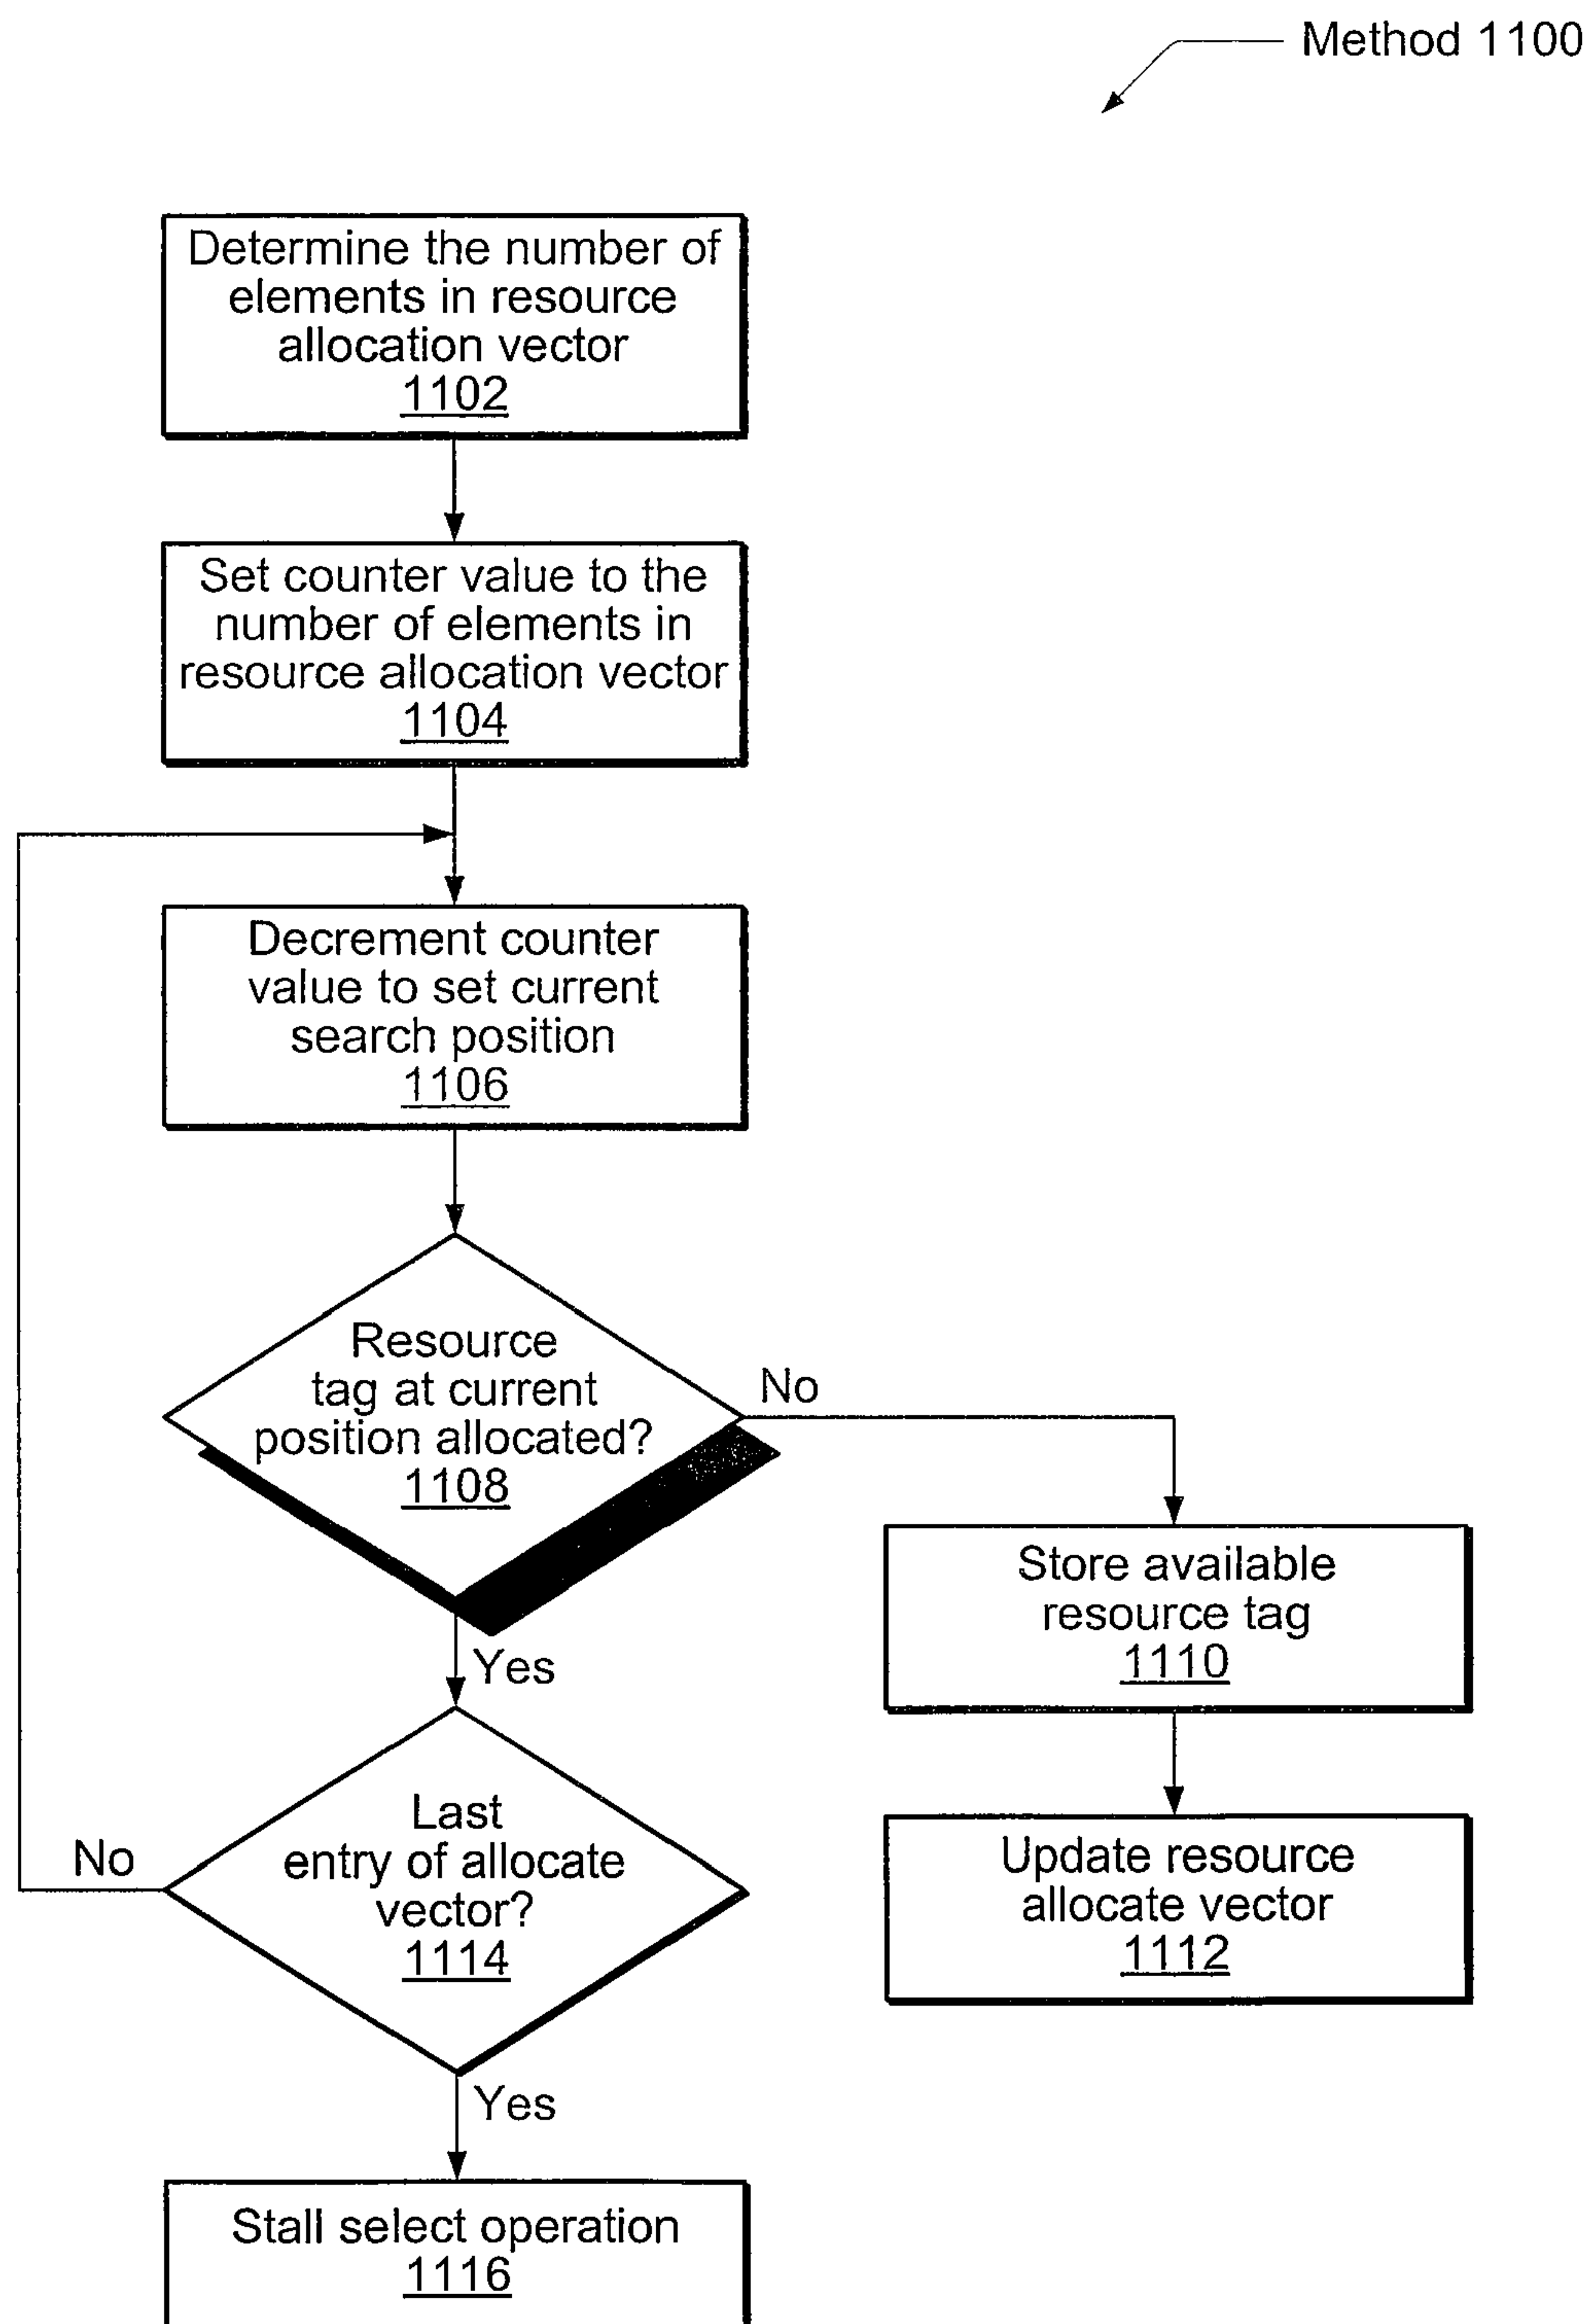 Method 1100
Determine the number of
elements in resource
allocation vector
1102
Set counter value to the
number of elements in
resource allocation vector
1104
Decrement counter
value to set current
search position
1106
Resource
tag at current
position allocated?
1108
No
Store available
resource tag
1110
Yes
Update resource
allocate vector
1112
Last
entry of allocate
vector?
1114
No
Yes
Stall select operation
1116